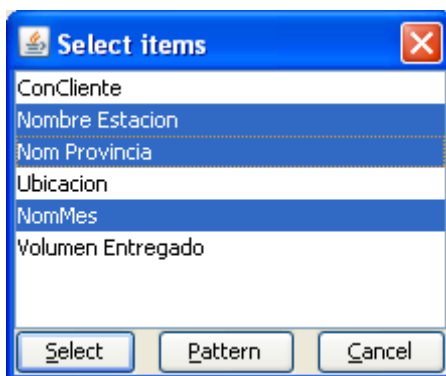 Select items
ConCliente
Nombre Estacion
Nom Provincia
Ubicacion
NomMes
Volumen Entregado
Select Pattern Cancel